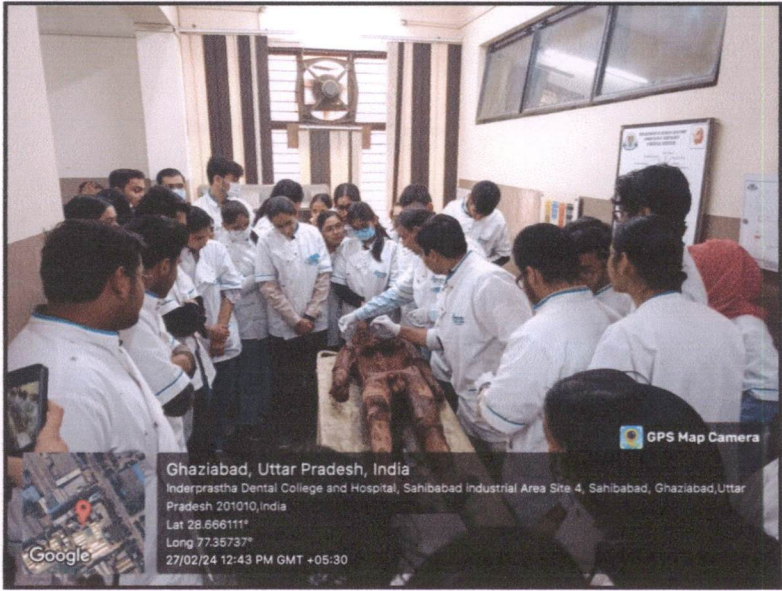 GPS Map Camera
Ghaziabad, Uttar Pradesh, India
Inderprastha Dental College and Hospital, Sahibabad Industrial Area Site 4, Sahibabad, Ghaziabad,Uttar
Pradesh 201010,India
Lat 28.666111°
Long 77.35737°
27/02/24 12:43 PM GMT +05:30
Google